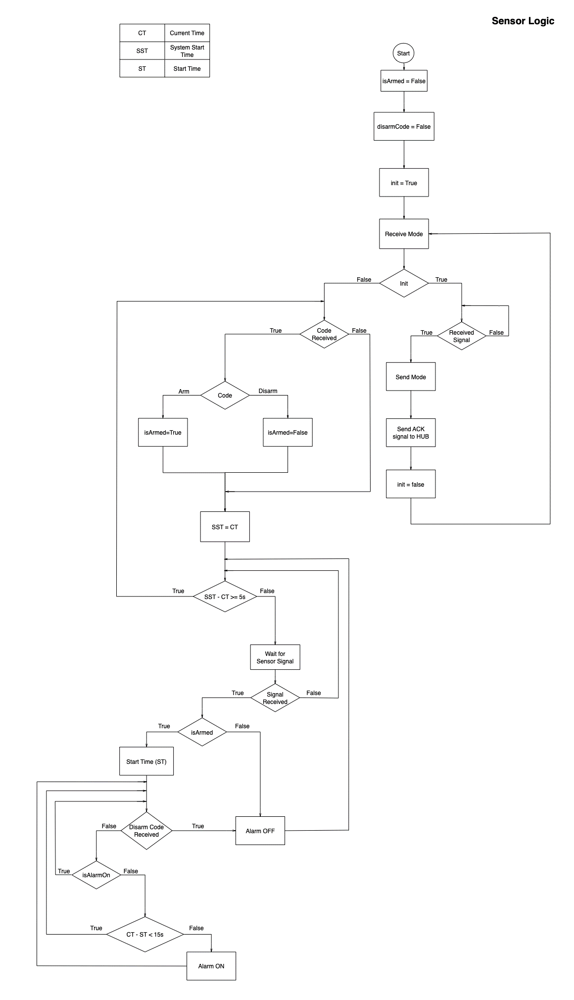 Sensor Logic
CT
Current Time
SST
System Start
Time
ST
Start Time
Start
isArmed = False
disarmCode = False
init = True
Receive Mode
Init
False
True
Code
Received
True
False
Received
Signal
True
False
Send Mode
Code
Arm
Disarm
isArmed=True
isArmed=False
Send ACK
signal to HUB
init = false
SST = CT
SST - CT >= 5s
True
False
Wait for
Sensor Signal
Signal
Received
True
False
isArmed
True
False
Start Time (ST)
Disarm Code
Received
False
True
Alarm OFF
isAlarmOn
True
False
CT - ST < 15s
True
False
Alarm ON